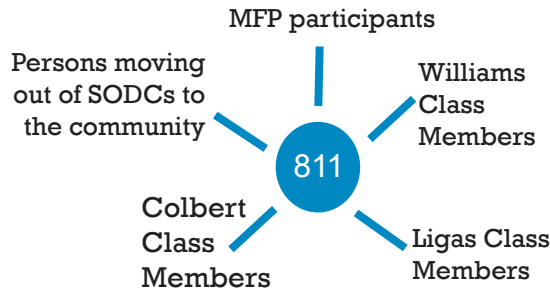 MFP participants
Persons moving
out of SODCs to
the community
Williams
Class
Members
811
Colbert
Class
Members
Ligas Class
Members